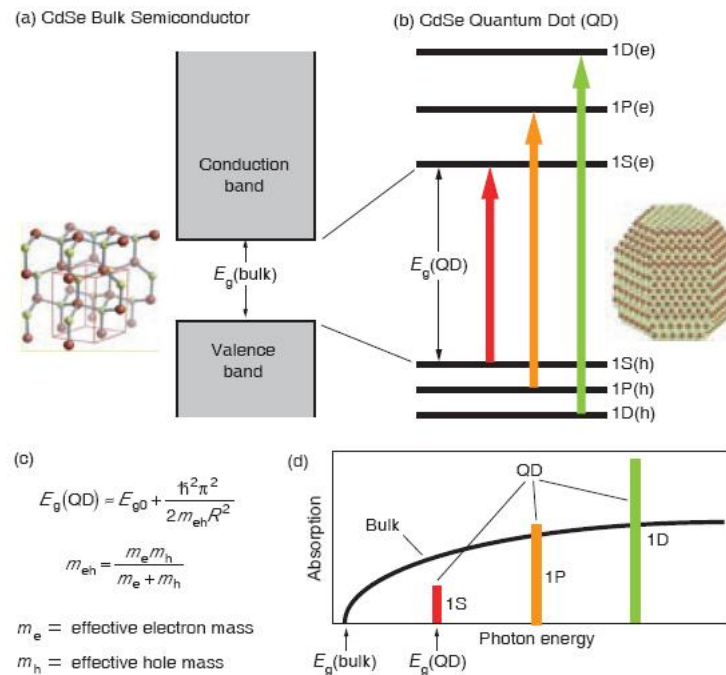 (a) CdSe Bulk Semiconductor
Conduction
band
E_g(bulk)
Valence
band
(b) CdSe Quantum Dot (QD)
1D(e)
1P(e)
1S(e)
E_g(QD)
1S(h)
1P(h)
1D(h)
(c)
E_g(QD) ≈ E_g0 + ħ²π² / 2m_ehR²
m_eh = m_e m_h / m_e + m_h
m_e = effective electron mass
m_h = effective hole mass
(d)
QD
Bulk
Absorption
1S
1P
1D
Photon energy
E_g(bulk)
E_g(QD)